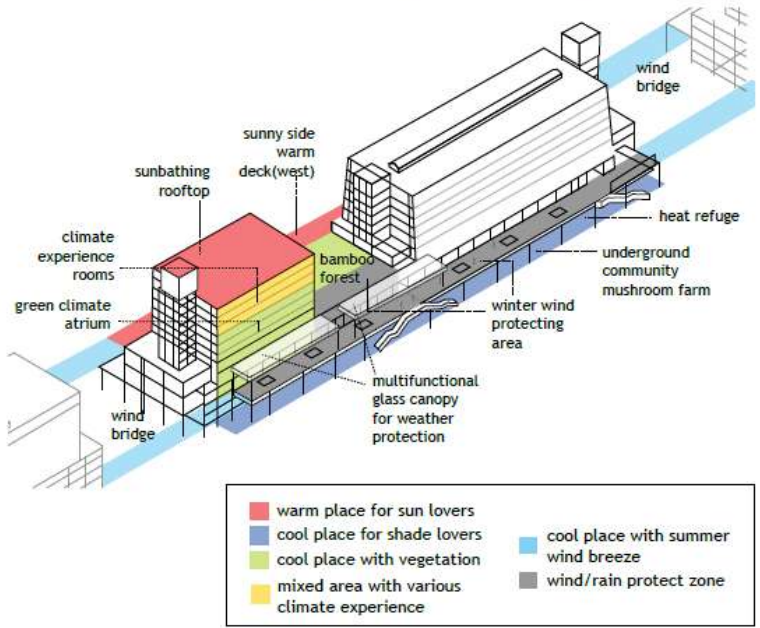 wind
bridge
sunny side
warm
deck(west)
sunbathing
rooftop
climate
experience
rooms
green climate
atrium
bamboo
forest
heat refuge
underground
community
mushroom farm
winter wind
protecting
area
multifunctional
glass canopy
for weather
protection
wind
bridge
warm place for sun lovers
cool place for shade lovers
cool place with vegetation
mixed area with various
climate experience
cool place with summer
wind breeze
wind/rain protect zone